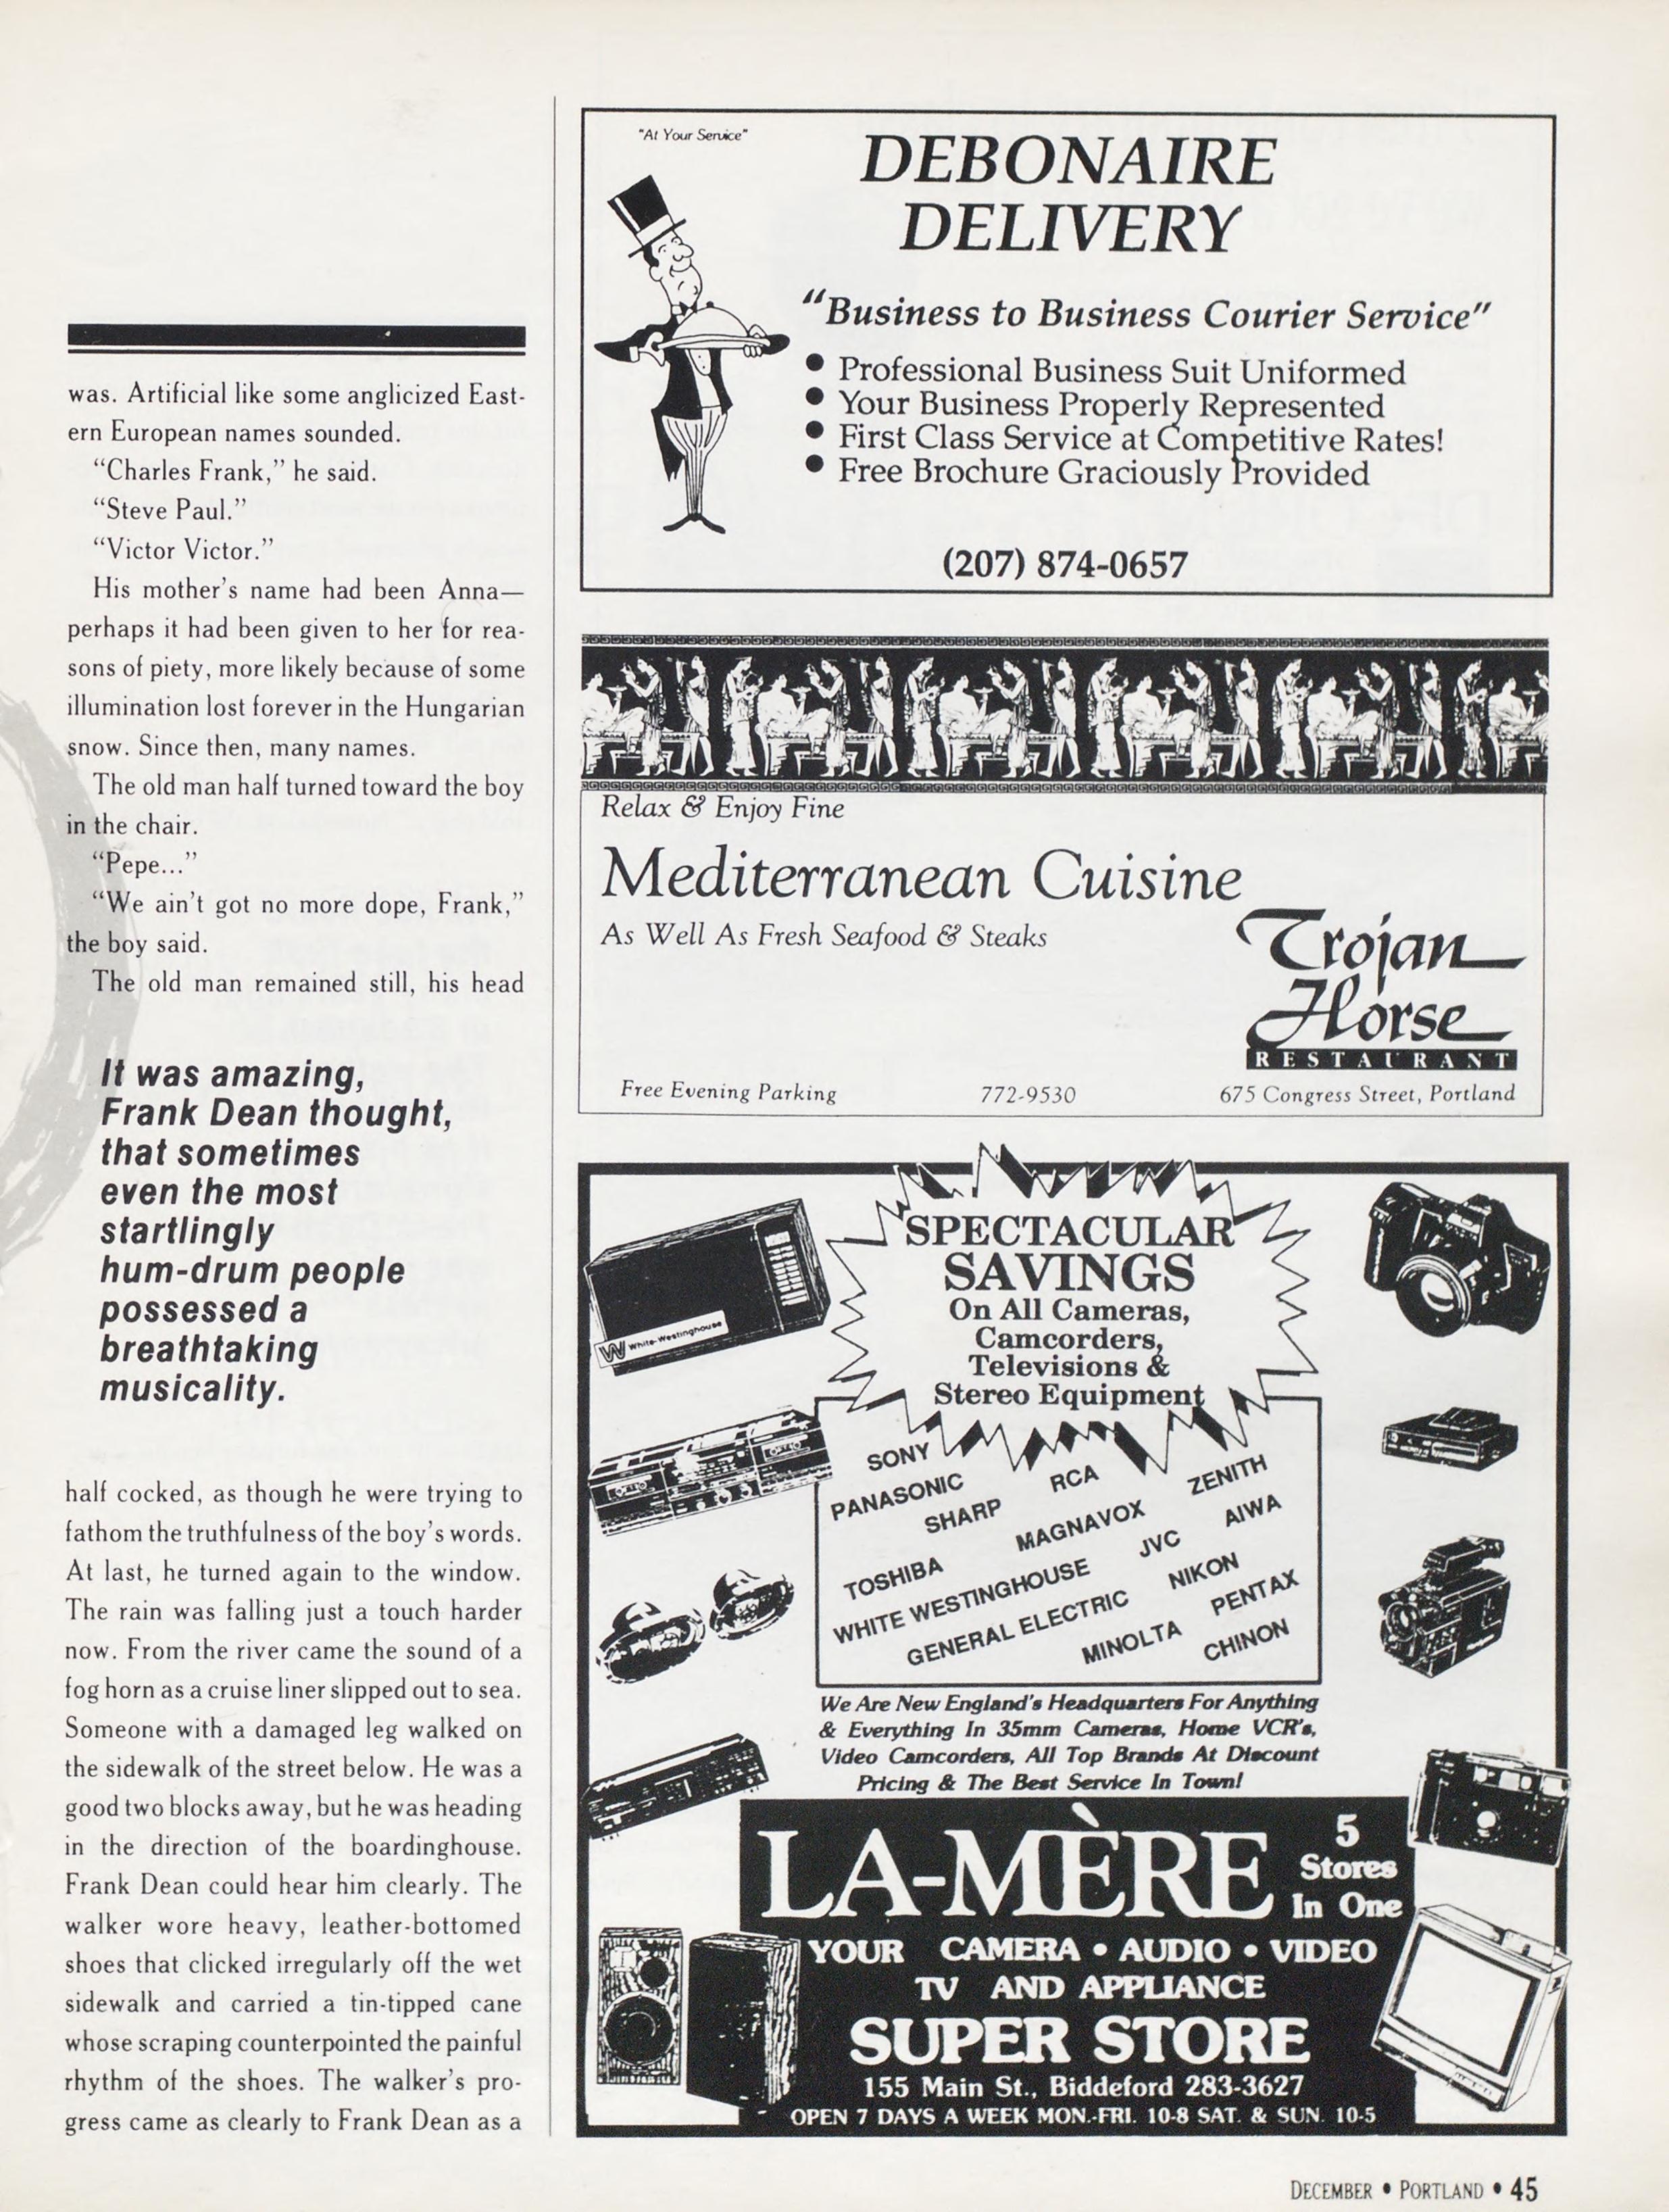 was. Artificial like some anglicized East-
ern European names sounded.
“Charles Frank,” he said.
“Steve Paul.”
“Victor Victor.”
His mother’s name had been Anna—
perhaps it had been given to her for rea-
sons of piety, more likely because of some
illumination lost forever in the Hungarian
snow. Since then, many names.
The old man half turned toward the boy
in the chair.
“Pepe...”
“We ain’t got no more dope, Frank,”
the boy said.
The old man remained still, his head
It was amazing,
Frank Dean thought,
that sometimes
even the most
startlingly
hum-drum people
possessed a
breathtaking
musicality.
half cocked, as though he were trying to
fathom the truthfulness of the boy’s words.
At last, he turned again to the window.
The rain was falling just a touch harder
now. From the river came the sound of a
fog horn as a cruise liner slipped out to sea.
Someone with a damaged leg walked on
the sidewalk of the street below. He was a
good two blocks away, but he was heading
in the direction of the boardinghouse.
Frank Dean could hear him clearly. The
walker wore heavy, leather-bottomed
shoes that clicked irregularly off the wet
sidewalk and carried a tin-tipped cane
whose scraping counterpointed the painful
rhythm of the shoes. The walker’s pro-
gress came as clearly to Frank Dean as a
"At Your Service"
DEBONAIRE
DELIVERY
“Business to Business Courier Service”
• Professional Business Suit Uniformed
• Your Business Properly Represented
• First Class Service at Competitive Rates!
• Free Brochure Graciously Provided
(207) 874-0657
Relax & Enjoy Fine
Mediterranean Cuisine
As Well As Fresh Seafood & Steaks
Trojan
Horse
RESTAURANT
Free Evening Parking 772-9530 675 Congress Street, Portland
SPECTACULAR
SAVINGS
On All Cameras,
Camcorders,
Televisions &
Stereo Equipment
W White-Westinghouse
SONY
PANASONIC
SHARP
RCA
ZENITH
MAGNAVOX
AIWA
TOSHIBA
JVC
WHITE WESTINGHOUSE
NIKON
GENERAL ELECTRIC
PENTAX
MINOLTA
CHINON
We Are New England's Headquarters For Anything
& Everything In 35mm Cameras, Home VCR's,
Video Camcorders, All Top Brands At Discount
Pricing & The Best Service In Town!
LA-MÈRE
5
Stores
In One
YOUR CAMERA • AUDIO • VIDEO
TV AND APPLIANCE
SUPER STORE
155 Main St., Biddeford 283-3627
OPEN 7 DAYS A WEEK MON.-FRI. 10-8 SAT. & SUN. 10-5
DECEMBER • PORTLAND • 45